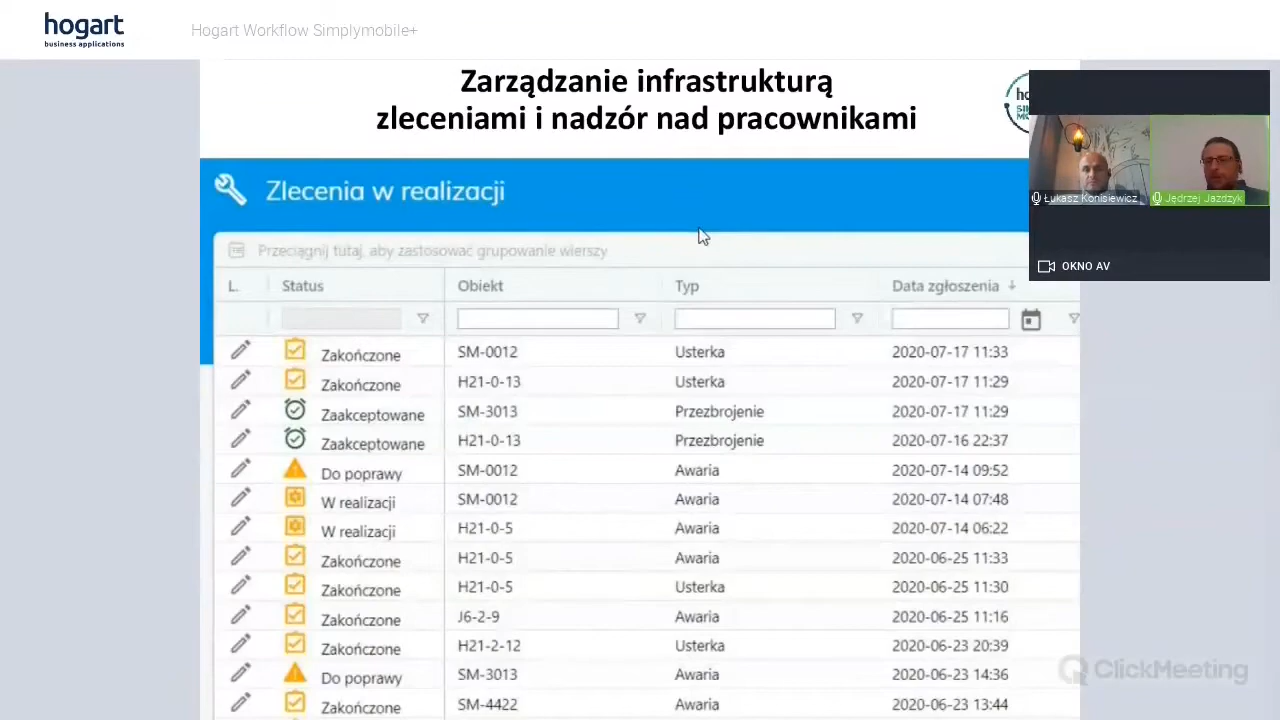 hogart
business applications
Hogart Workflow Simplymobile+
Zarządzanie infrastrukturą
zleceniami i nadzór nad pracownikami
Łukasz Konisiewicz
Jędrzej Jażdżyk
OKNO AV
Zlecenia w realizacji
Przeciągnij tutaj, aby zastosować grupowanie wierszy
L. Status Obiekt Typ Data zgłoszenia
Zakończone SM-0012 Usterka 2020-07-17 11:33
Zakończone H21-0-13 Usterka 2020-07-17 11:29
Zaakceptowane SM-3013 Przezbrojenie 2020-07-17 11:29
Zaakceptowane H21-0-13 Przezbrojenie 2020-07-16 22:37
Do poprawy SM-0012 Awaria 2020-07-14 09:52
W realizacji SM-0012 Awaria 2020-07-14 07:48
W realizacji H21-0-5 Awaria 2020-07-14 06:22
Zakończone H21-0-5 Awaria 2020-06-25 11:33
Zakończone H21-0-5 Usterka 2020-06-25 11:30
Zakończone J6-2-9 Awaria 2020-06-25 11:16
Zakończone H21-2-12 Usterka 2020-06-23 20:39
Do poprawy SM-3013 Awaria 2020-06-23 14:36
Zakończone SM-4422 Awaria 2020-06-23 13:44
ClickMeeting